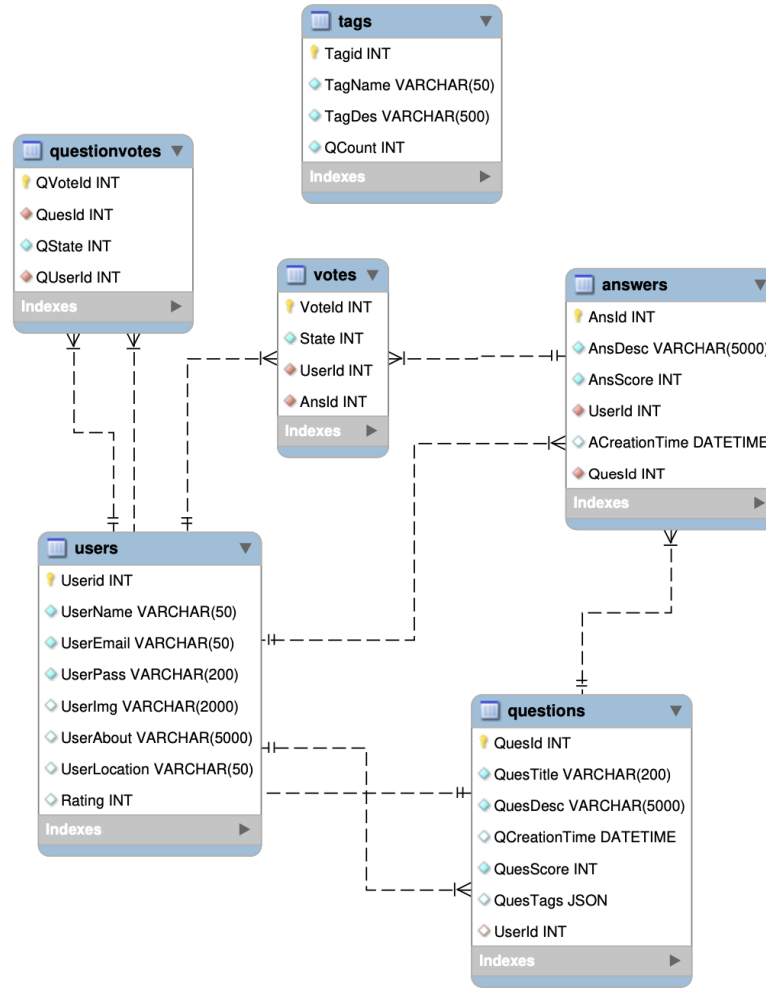 tags
Tagid INT
TagName VARCHAR(50)
TagDes VARCHAR(500)
QCount INT
Indexes
questionvotes
QVoteId INT
QuesId INT
QState INT
QUserId INT
Indexes
votes
VoteId INT
State INT
UserId INT
AnsId INT
Indexes
answers
AnsId INT
AnsDesc VARCHAR(5000)
AnsScore INT
UserId INT
ACreationTime DATETIME
QuesId INT
Indexes
users
Userid INT
UserName VARCHAR(50)
UserEmail VARCHAR(50)
UserPass VARCHAR(200)
UserImg VARCHAR(2000)
UserAbout VARCHAR(5000)
UserLocation VARCHAR(50)
Rating INT
Indexes
questions
QuesId INT
QuesTitle VARCHAR(200)
QuesDesc VARCHAR(5000)
QCreationTime DATETIME
QuesScore INT
QuesTags JSON
UserId INT
Indexes